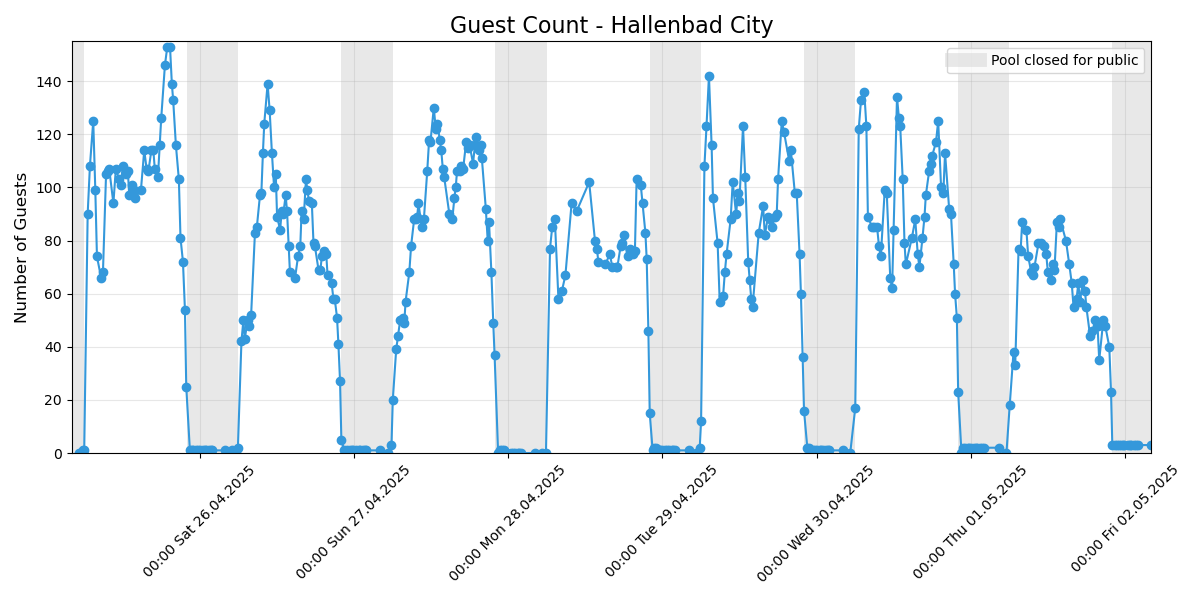 Guest Count - Hallenbad City
Pool closed for public
Number of Guests
140
120
100
80
60
40
20
0
00:00 Sat 26.04.2025
00:00 Sun 27.04.2025
00:00 Mon 28.04.2025
00:00 Tue 29.04.2025
00:00 Wed 30.04.2025
00:00 Thu 01.05.2025
00:00 Fri 02.05.2025